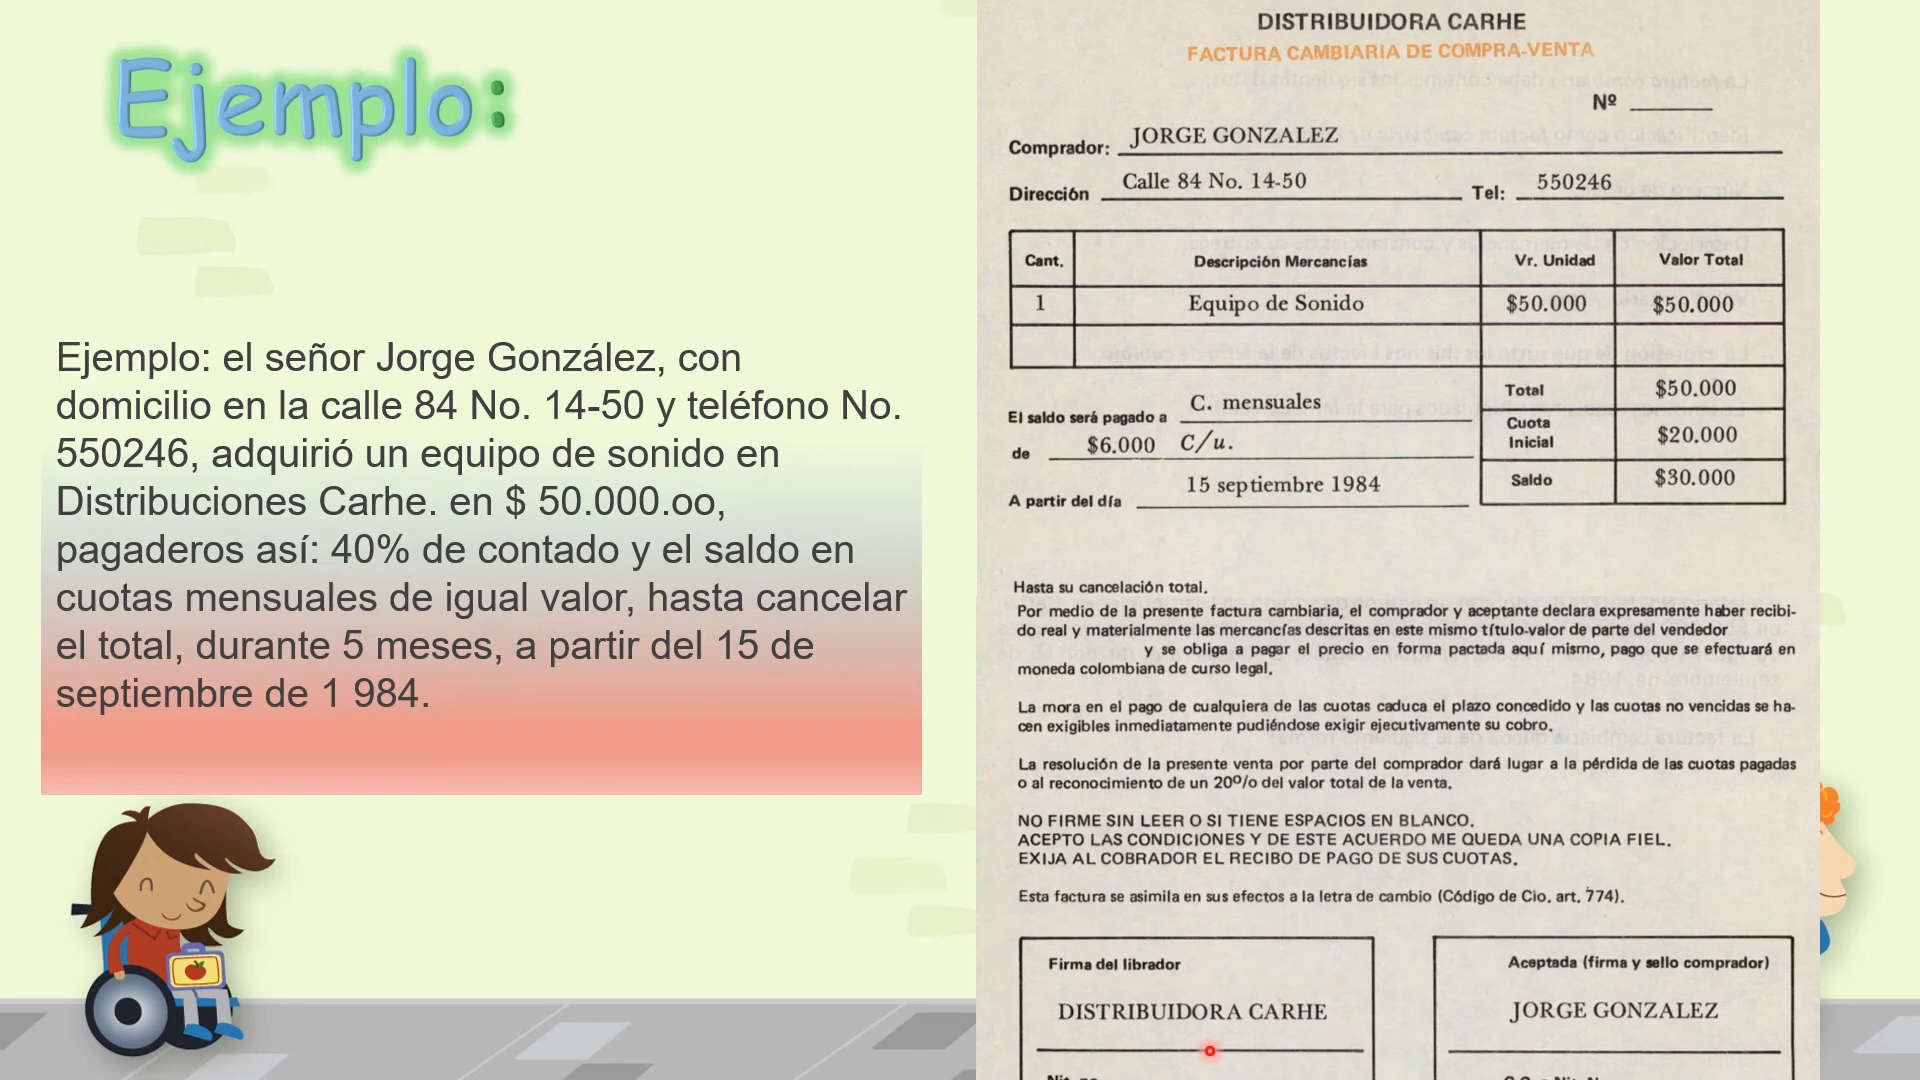 Ejemplo:
Ejemplo: el señor Jorge González, con
domicilio en la calle 84 No. 14-50 y teléfono No.
550246, adquirió un equipo de sonido en
Distribuciones Carhe. en $ 50.000.oo,
pagaderos así: 40% de contado y el saldo en
cuotas mensuales de igual valor, hasta cancelar
el total, durante 5 meses, a partir del 15 de
septiembre de 1 984.
DISTRIBUIDORA CARHE
FACTURA CAMBIARIA DE COMPRA-VENTA
Nº
Comprador: JORGE GONZALEZ
Dirección Calle 84 No. 14-50 Tel: 550246
Cant. Descripción Mercancías Vr. Unidad Valor Total
1 Equipo de Sonido $50.000 $50.000
Total $50.000
El saldo será pagado a C. mensuales
Cuota Inicial $20.000
de $6.000 C/u.
Saldo $30.000
A partir del día 15 septiembre 1984
Hasta su cancelación total.
Por medio de la presente factura cambiaria, el comprador y aceptante declara expresamente haber recibi-
do real y materialmente las mercancías descritas en este mismo título-valor de parte del vendedor
y se obliga a pagar el precio en forma pactada aquí mismo, pago que se efectuará en
moneda colombiana de curso legal.
La mora en el pago de cualquiera de las cuotas caduca el plazo concedido y las cuotas no vencidas se ha-
cen exigibles inmediatamente pudiéndose exigir ejecutivamente su cobro.
La resolución de la presente venta por parte del comprador dará lugar a la pérdida de las cuotas pagadas
o al reconocimiento de un 20º/o del valor total de la venta.
NO FIRME SIN LEER O SI TIENE ESPACIOS EN BLANCO.
ACEPTO LAS CONDICIONES Y DE ESTE ACUERDO ME QUEDA UNA COPIA FIEL.
EXIJA AL COBRADOR EL RECIBO DE PAGO DE SUS CUOTAS.
Esta factura se asimila en sus efectos a la letra de cambio (Código de Cio. art. 774).
Firma del librador
DISTRIBUIDORA CARHE
Aceptada (firma y sello comprador)
JORGE GONZALEZ